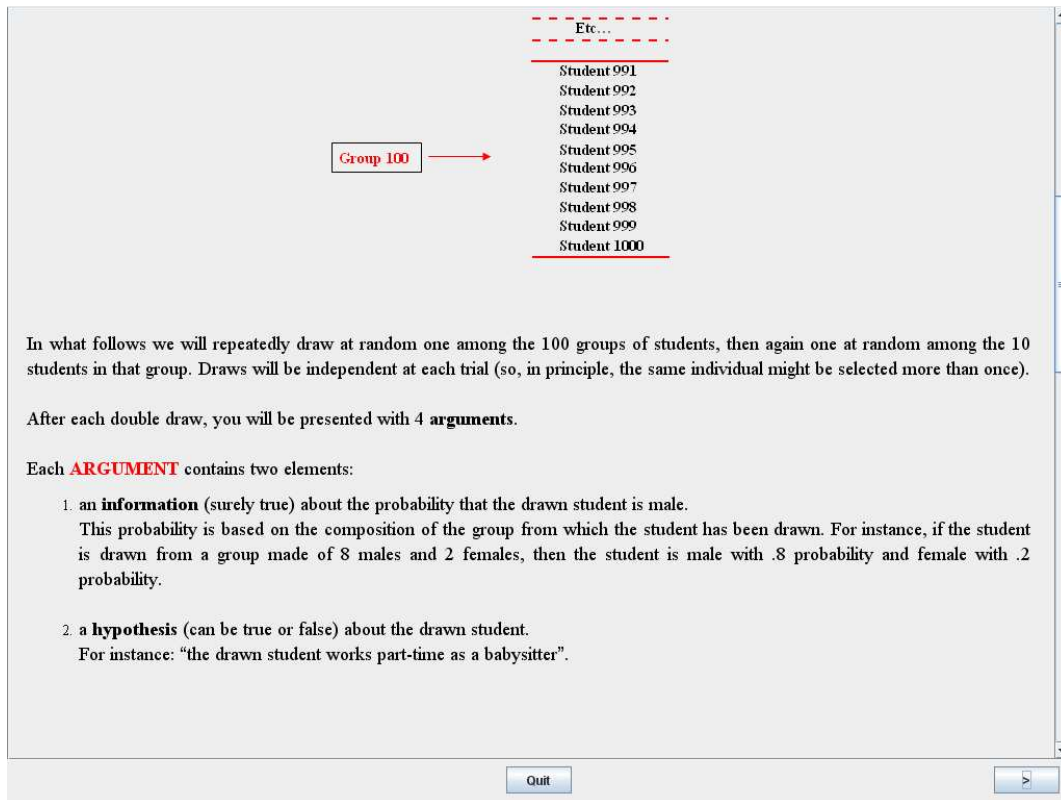 Etc...
Student 991
Student 992
Student 993
Student 994
Group 100
Student 995
Student 996
Student 997
Student 998
Student 999
Student 1000
In what follows we will repeatedly draw at random one among the 100 groups of students, then again one at random among the 10
students in that group. Draws will be independent at each trial (so, in principle, the same individual might be selected more than once).
After each double draw, you will be presented with 4 arguments.
Each ARGUMENT contains two elements:
1. an information (surely true) about the probability that the drawn student is male.
This probability is based on the composition of the group from which the student has been drawn. For instance, if the student
is drawn from a group made of 8 males and 2 females, then the student is male with .8 probability and female with .2
probability.
2. a hypothesis (can be true or false) about the drawn student.
For instance: “the drawn student works part-time as a babysitter”.
Quit
>